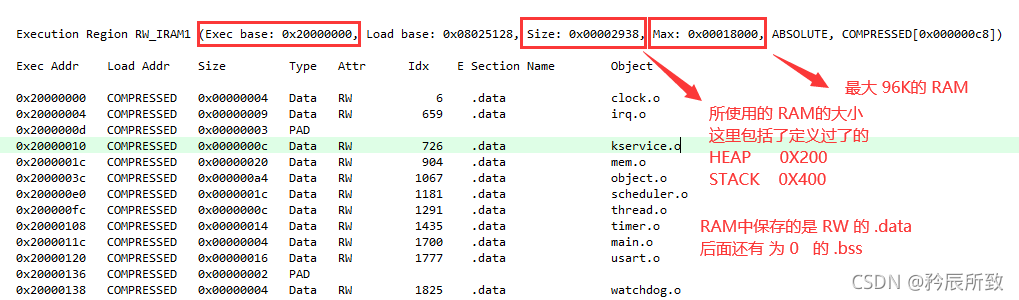 Execution Region RW_IRAM1 (Exec base: 0x20000000, Load base: 0x08025128, Size: 0x00002938, Max: 0x00018000, ABSOLUTE, COMPRESSED[0x000000c8])
Exec Addr Load Addr Size Type Attr Idx E Section Name Object
0x20000000 COMPRESSED 0x00000004 Data RW 6 .data clock.o
0x20000004 COMPRESSED 0x00000009 Data RW 659 .data irq.o
0x2000000d COMPRESSED 0x00000003 PAD
0x20000010 COMPRESSED 0x0000000c Data RW 726 .data kservice.o
0x2000001c COMPRESSED 0x00000020 Data RW 904 .data mem.o
0x2000003c COMPRESSED 0x000000a4 Data RW 1067 .data object.o
0x200000e0 COMPRESSED 0x0000001c Data RW 1181 .data scheduler.o
0x200000fc COMPRESSED 0x0000000c Data RW 1291 .data thread.o
0x20000108 COMPRESSED 0x00000014 Data RW 1435 .data timer.o
0x2000011c COMPRESSED 0x00000004 Data RW 1700 .data main.o
0x20000120 COMPRESSED 0x00000016 Data RW 1777 .data usart.o
0x20000136 COMPRESSED 0x00000002 PAD
0x20000138 COMPRESSED 0x00000004 Data RW 1825 .data watchdog.o
最大 96K的 RAM
所使用的 RAM的大小
这里包括了定义过了的
HEAP 0X200
STACK 0X400
RAM中保存的是 RW 的 .data
后面还有 为 0 的 .bss
CSDN @矜辰所致